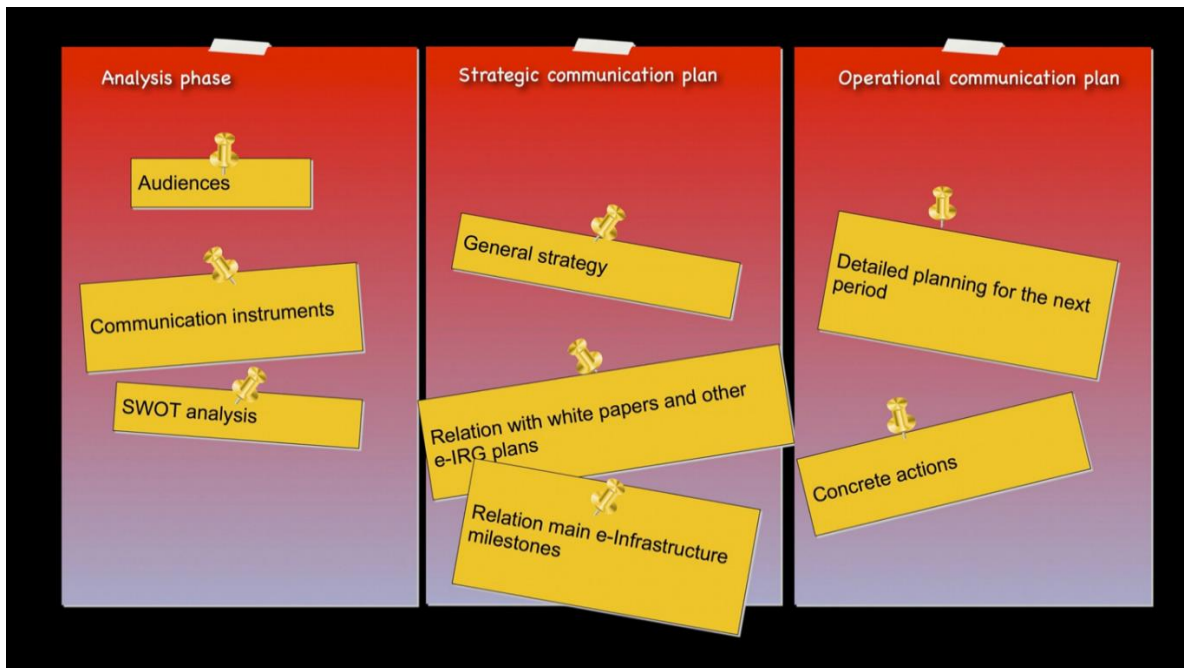 Analysis phase
Audiences
Communication instruments
SWOT analysis
Strategic communication plan
General strategy
Relation with white papers and other
e-IRG plans
Relation main e-Infrastructure
milestones
Operational communication plan
Detailed planning for the next
period
Concrete actions